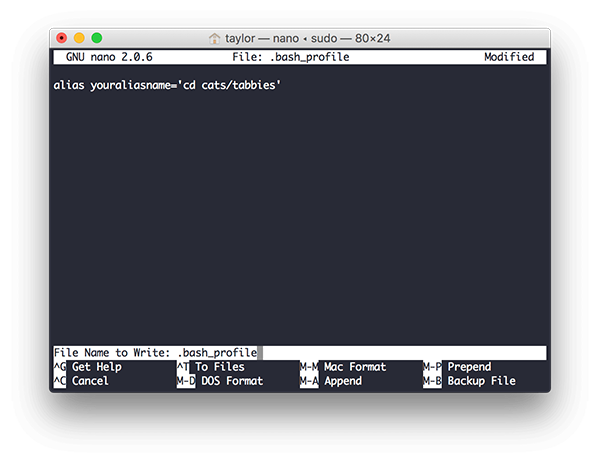 taylor — nano ◂ sudo — 80×24
GNU nano 2.0.6 File: .bash_profile Modified
alias youraliasname='cd cats/tabbies'
File Name to Write: .bash_profile
^G Get Help ^T To Files M-M Mac Format M-P Prepend
^C Cancel M-D DOS Format M-A Append M-B Backup File